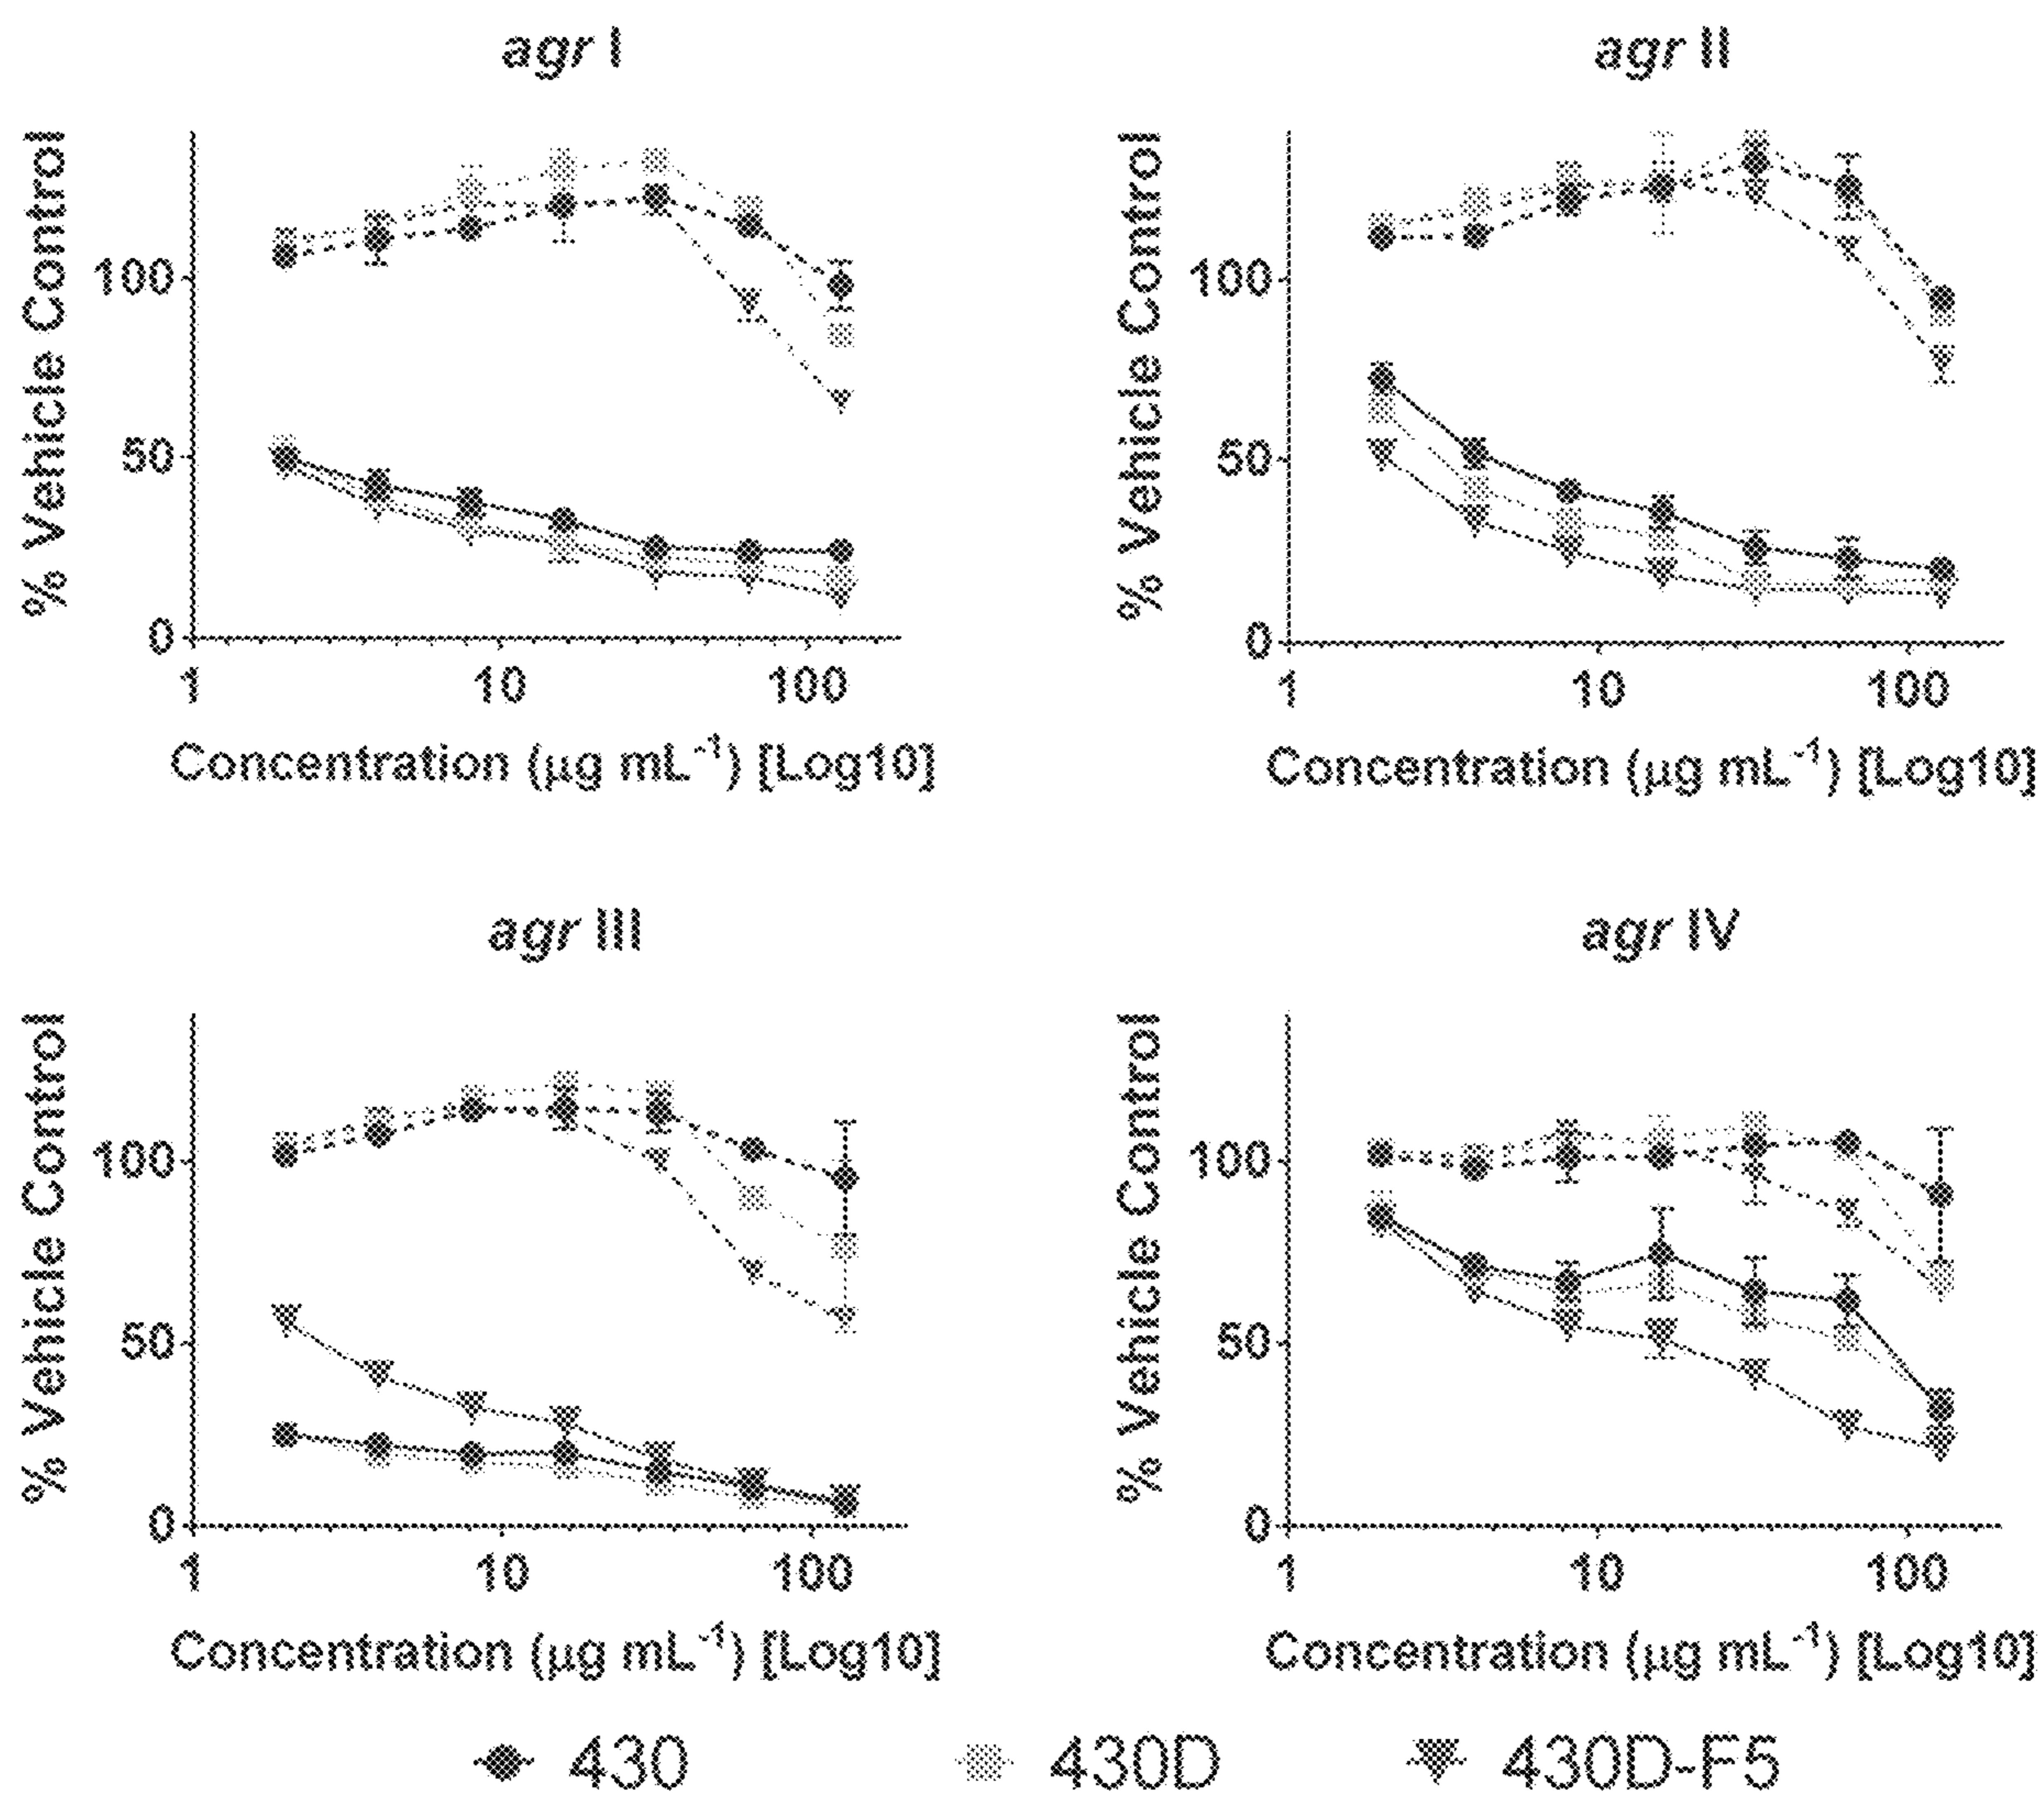 agr I
agr II
% Vehicle Control
100
50
0
1 10 100
Concentration (µg mL⁻¹) [Log10]
% Vehicle Control
100
50
0
1 10 100
Concentration (µg mL⁻¹) [Log10]
agr III
agr IV
% Vehicle Control
100
50
0
1 10 100
Concentration (µg mL⁻¹) [Log10]
% Vehicle Control
100
50
0
1 10 100
Concentration (µg mL⁻¹) [Log10]
430 430D 430D-F5